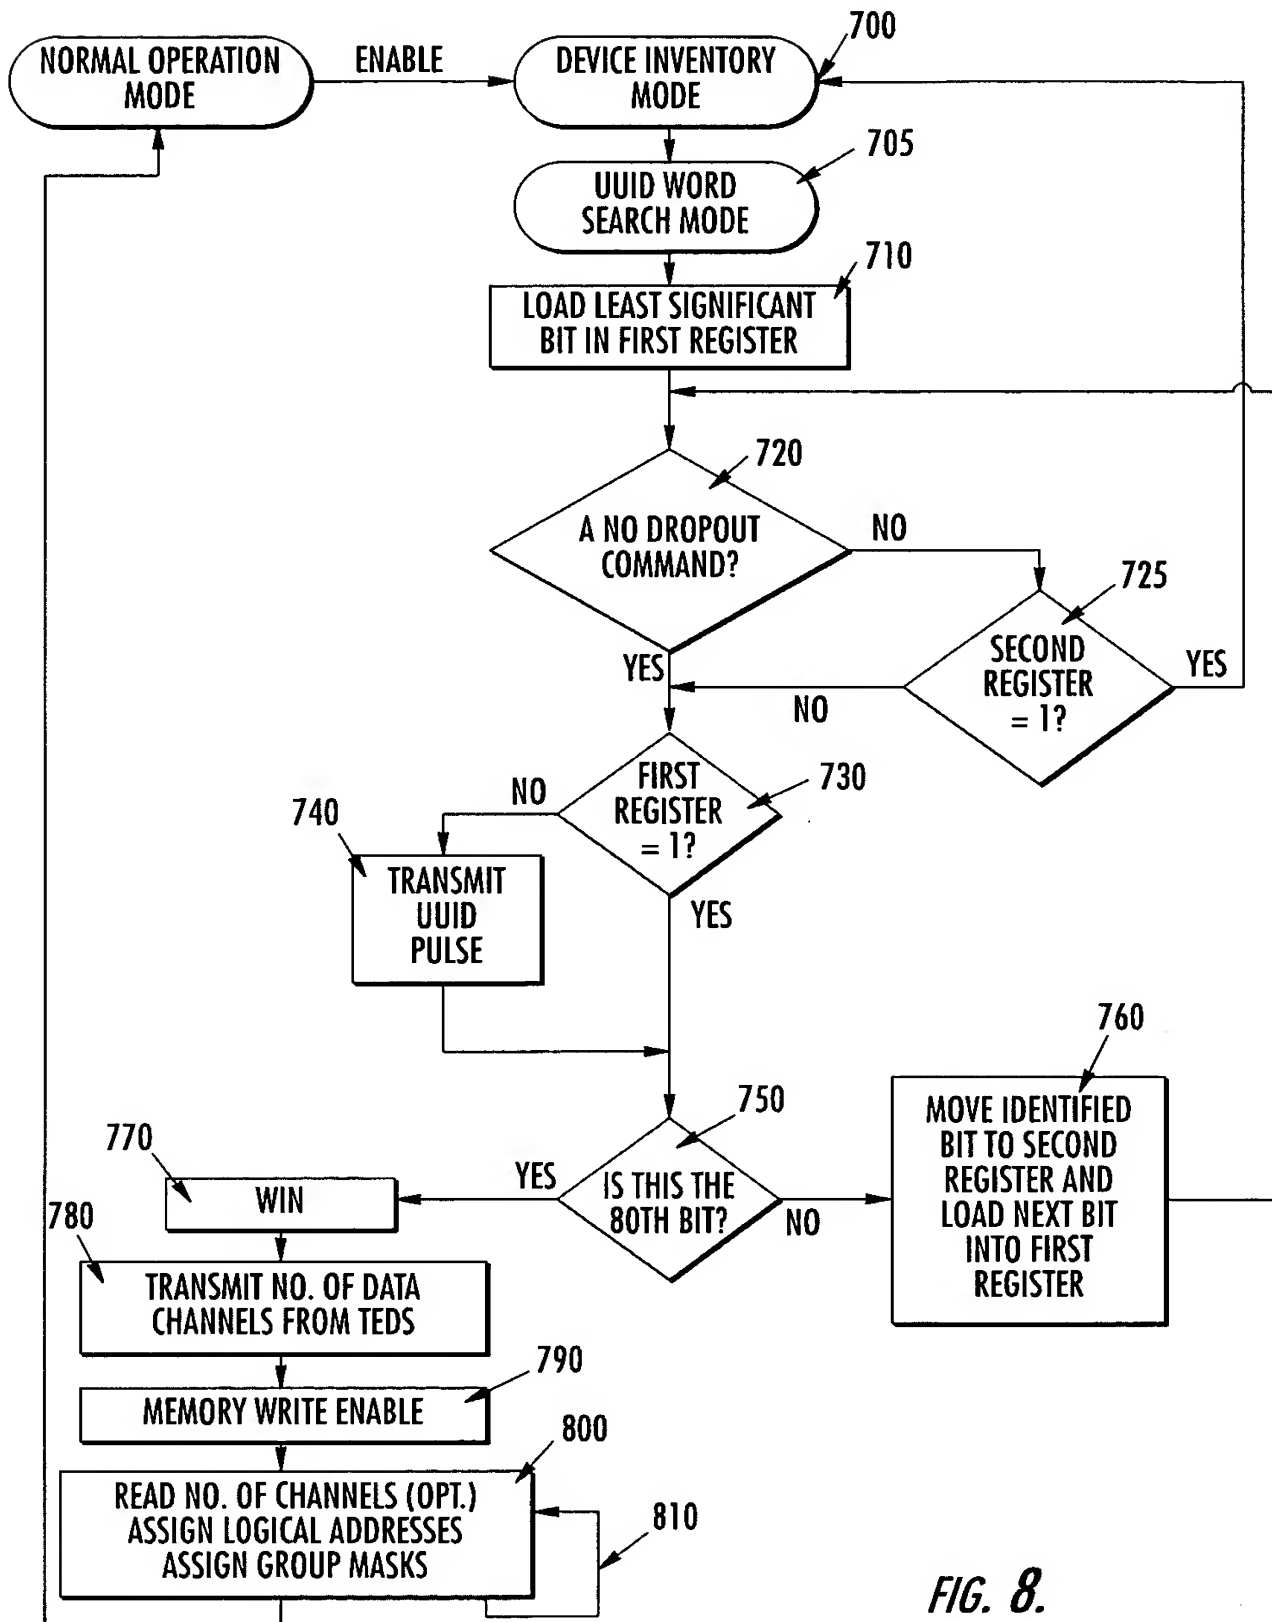 NORMAL OPERATION
MODE
ENABLE
DEVICE INVENTORY
MODE
700
705
UUID WORD
SEARCH MODE
710
LOAD LEAST SIGNIFICANT
BIT IN FIRST REGISTER
720
A NO DROPOUT
COMMAND?
NO
725
SECOND
REGISTER
= 1?
YES
YES
NO
730
FIRST
REGISTER
= 1?
NO
740
TRANSMIT
UUID
PULSE
YES
760
MOVE IDENTIFIED
BIT TO SECOND
REGISTER AND
LOAD NEXT BIT
INTO FIRST
REGISTER
750
IS THIS THE
80TH BIT?
YES
NO
770
WIN
780
TRANSMIT NO. OF DATA
CHANNELS FROM TEDS
790
MEMORY WRITE ENABLE
800
READ NO. OF CHANNELS (OPT.)
ASSIGN LOGICAL ADDRESSES
ASSIGN GROUP MASKS
810
FIG. 8.